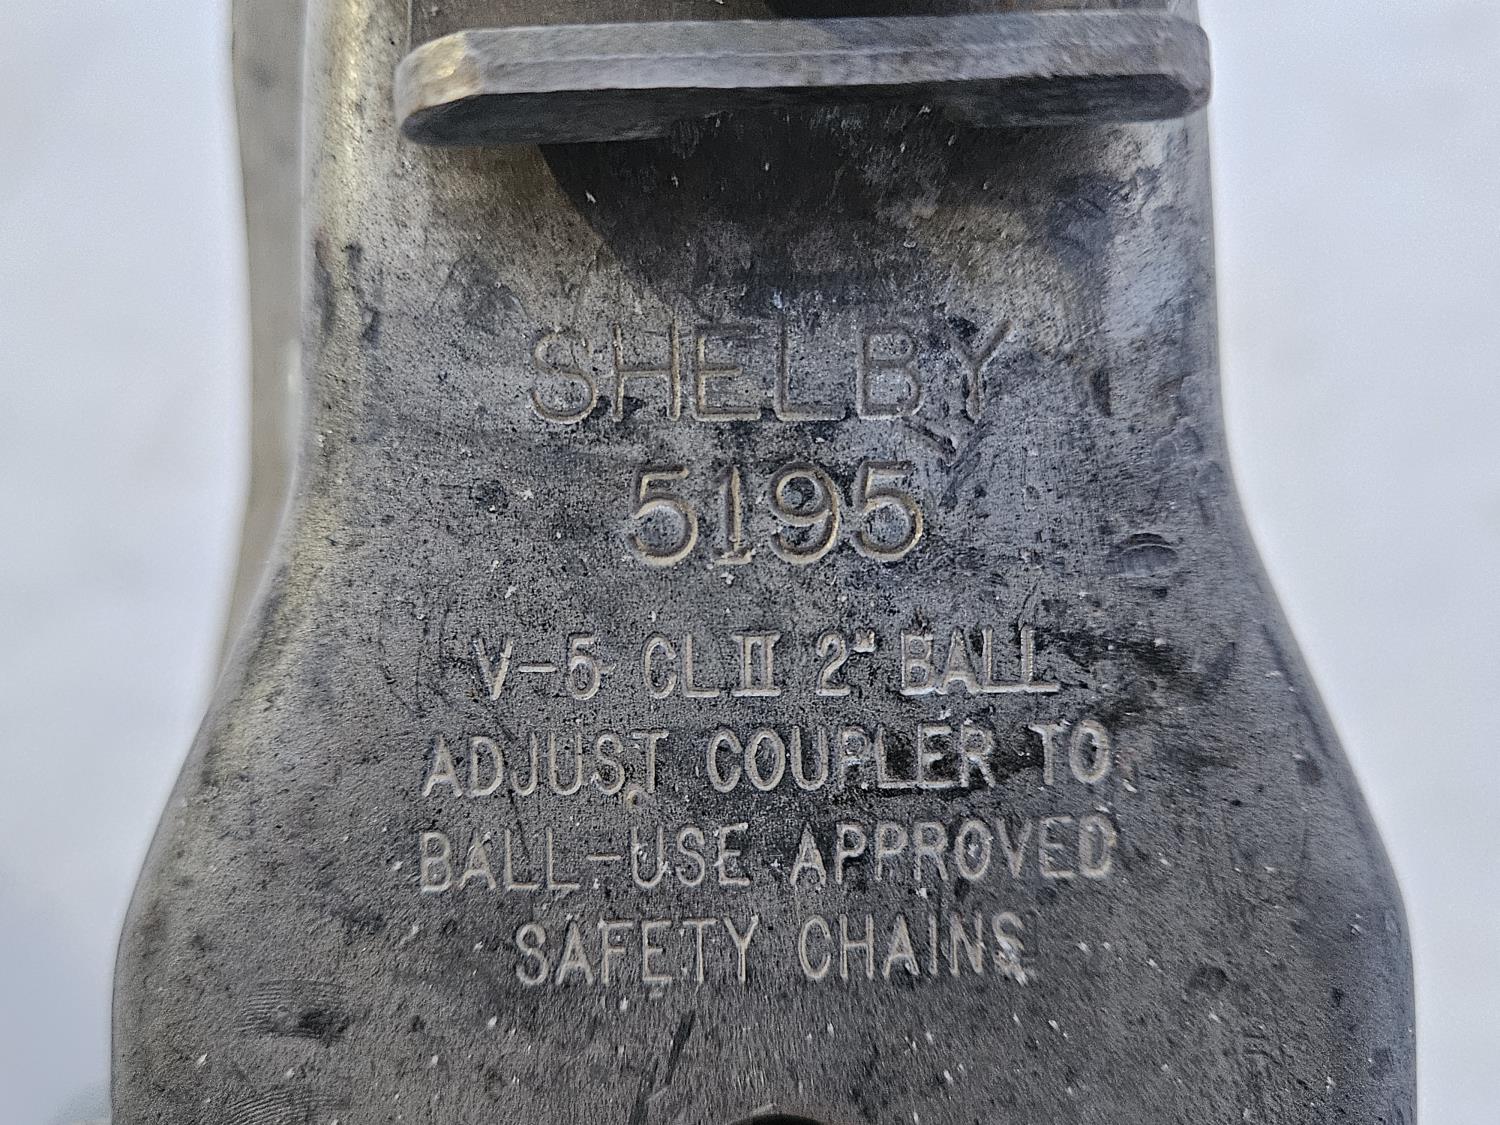 SHELBY
5195
V-5 CL II 2" BALL
ADJUST COUPLER TO
BALL-USE APPROVED
SAFETY CHAINS